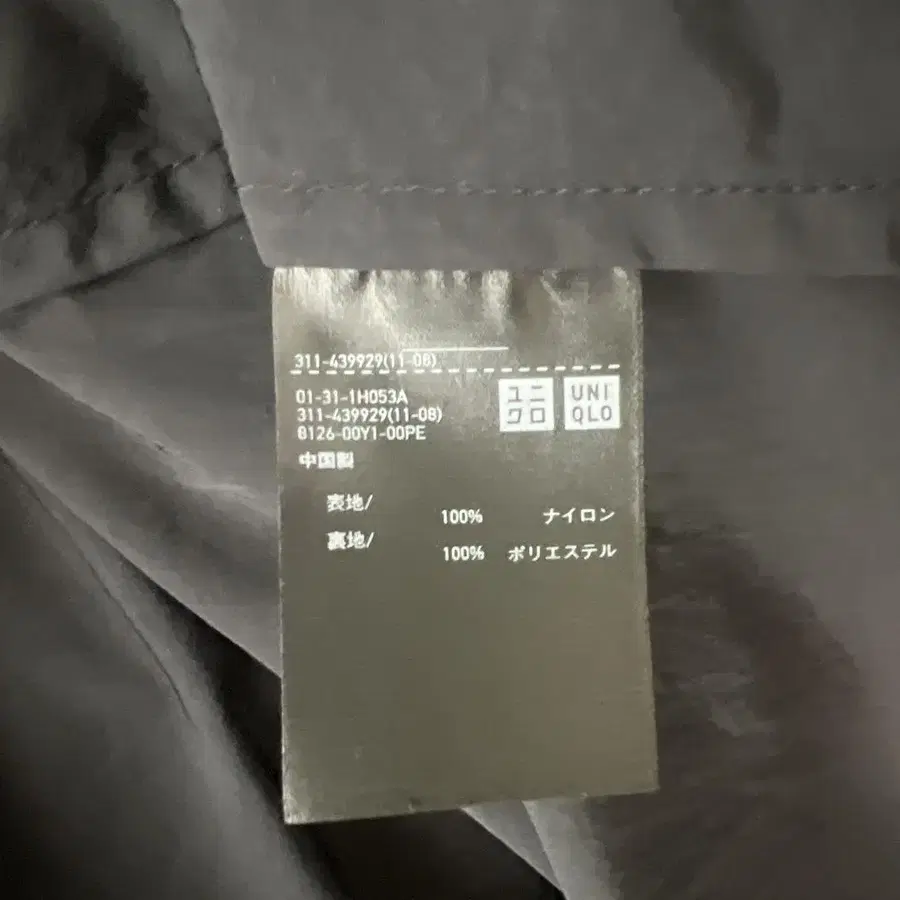 311-439929(11-08)
01-31-1H053A
311-439929(11-08)
8126-00Y1-00PE
ユニ
クロ
UNI
QLO
中国製
表地/
100% ナイロン
裏地/
100% ポリエステル